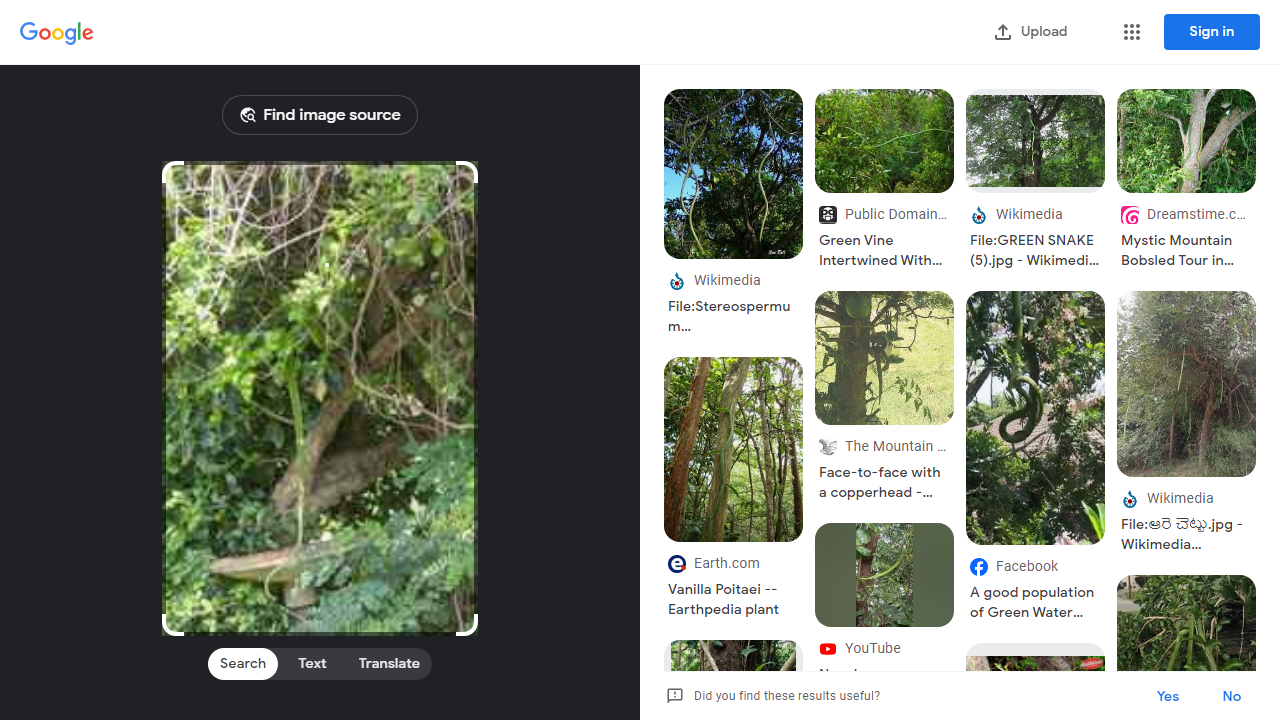 Google
Upload
Sign in
Find image source
Search
Text
Translate
Wikimedia
File:Stereospermu
m...
Public Domain...
Green Vine
Intertwined With...
Wikimedia
File:GREEN SNAKE
(5).jpg - Wikimedi...
Dreamstime.c...
Mystic Mountain
Bobsled Tour in...
Earth.com
Vanilla Poitaei --
Earthpedia plant
The Mountain ...
Face-to-face with
a copperhead -...
YouTube
Facebook
A good population
of Green Water...
Wikimedia
File:ఆరె చెట్టు.jpg -
Wikimedia...
Did you find these results useful?
Yes
No